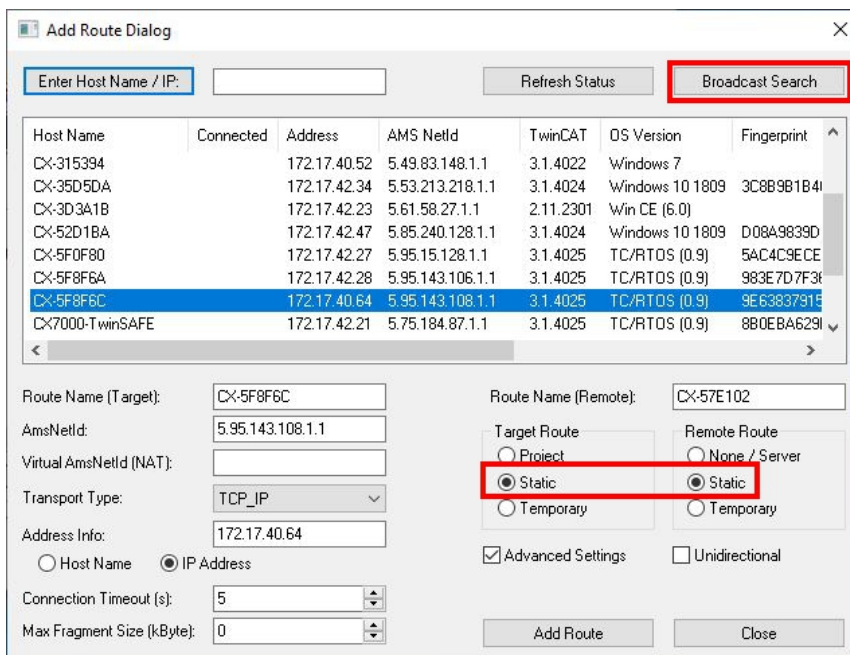 Add Route Dialog
Enter Host Name / IP: Refresh Status Broadcast Search
Host Name Connected Address AMS NetId TwinCAT OS Version Fingerprint
CX-315394 172.17.40.52 5.49.83.148.1.1 3.1.4022 Windows 7
CX-35D5DA 172.17.42.34 5.53.213.218.1.1 3.1.4024 Windows 10 1809 3C8B9B1B4
CX-3D3A1B 172.17.42.23 5.61.58.27.1.1 2.11.2301 Win CE (6.0) D08A9839D
CX-52D1BA 172.17.42.47 5.85.240.128.1.1 3.1.4024 Windows 10 1809
CX-5F0F80 172.17.42.27 5.95.15.128.1.1 3.1.4025 TC/RTOS (0.9) 5AC4C9ECE
CX-5F8F6A 172.17.42.28 5.95.143.106.1.1 3.1.4025 TC/RTOS (0.9) 983E7D7F3
CX-5F8F6C 172.17.40.64 5.95.143.108.1.1 3.1.4025 TC/RTOS (0.9) 9E63837915
CX7000-TwinSAFE 172.17.42.21 5.75.184.87.1.1 3.1.4025 TC/RTOS (0.9) 8B0EBA629
Route Name (Target): CX-5F8F6C Route Name (Remote): CX-57E102
AmsNetId: 5.95.143.108.1.1 Target Route Remote Route
Virtual AmsNetId (NAT): Project None / Server
Transport Type: TCP_IP Static Static
Temporary Temporary
Address Info: 172.17.40.64
Host Name IP Address Advanced Settings Unidirectional
Connection Timeout (s): 5
Max Fragment Size (kByte): 0 Add Route Close